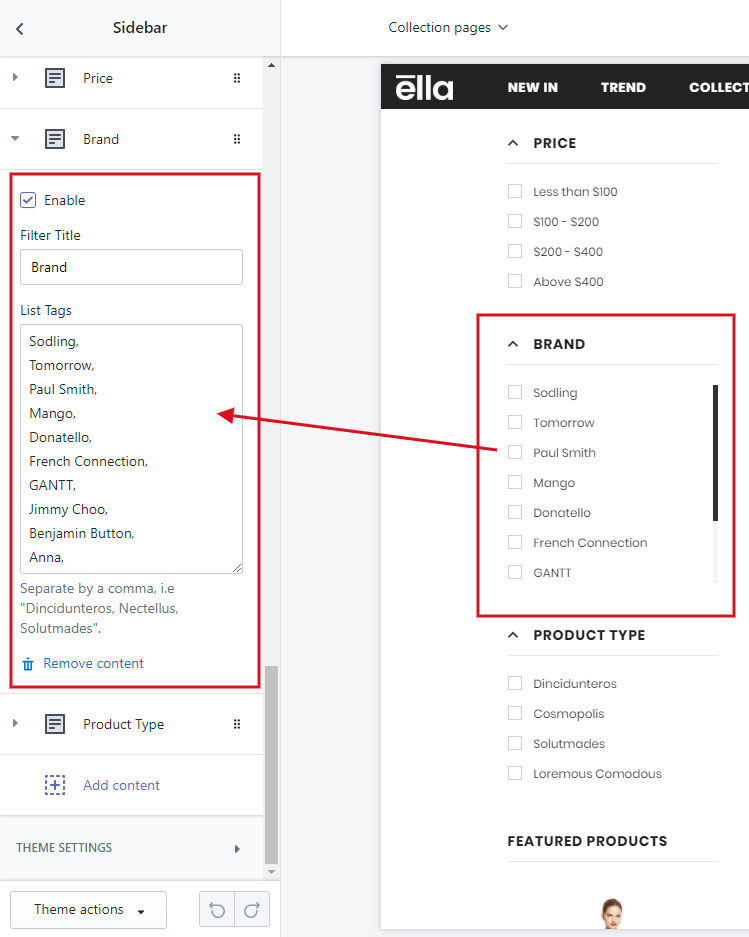 Sidebar
Price
Brand
Enable
Filter Title
Brand
List Tags
Sodling,
Tomorrow,
Paul Smith,
Mango,
Donatello,
French Connection,
GANTT,
Jimmy Choo,
Benjamin Button,
Anna,
Separate by a comma, i.e
"Dincidunteros, Nectellus,
Solutmades".
Remove content
Product Type
Add content
THEME SETTINGS
Theme actions
Collection pages
ēlla NEW IN TREND COLLECT
PRICE
Less than $100
$100 - $200
$200 - $400
Above $400
BRAND
Sodling
Tomorrow
Paul Smith
Mango
Donatello
French Connection
GANTT
PRODUCT TYPE
Dincidunteros
Cosmopolis
Solutmades
Loremous Comodous
FEATURED PRODUCTS